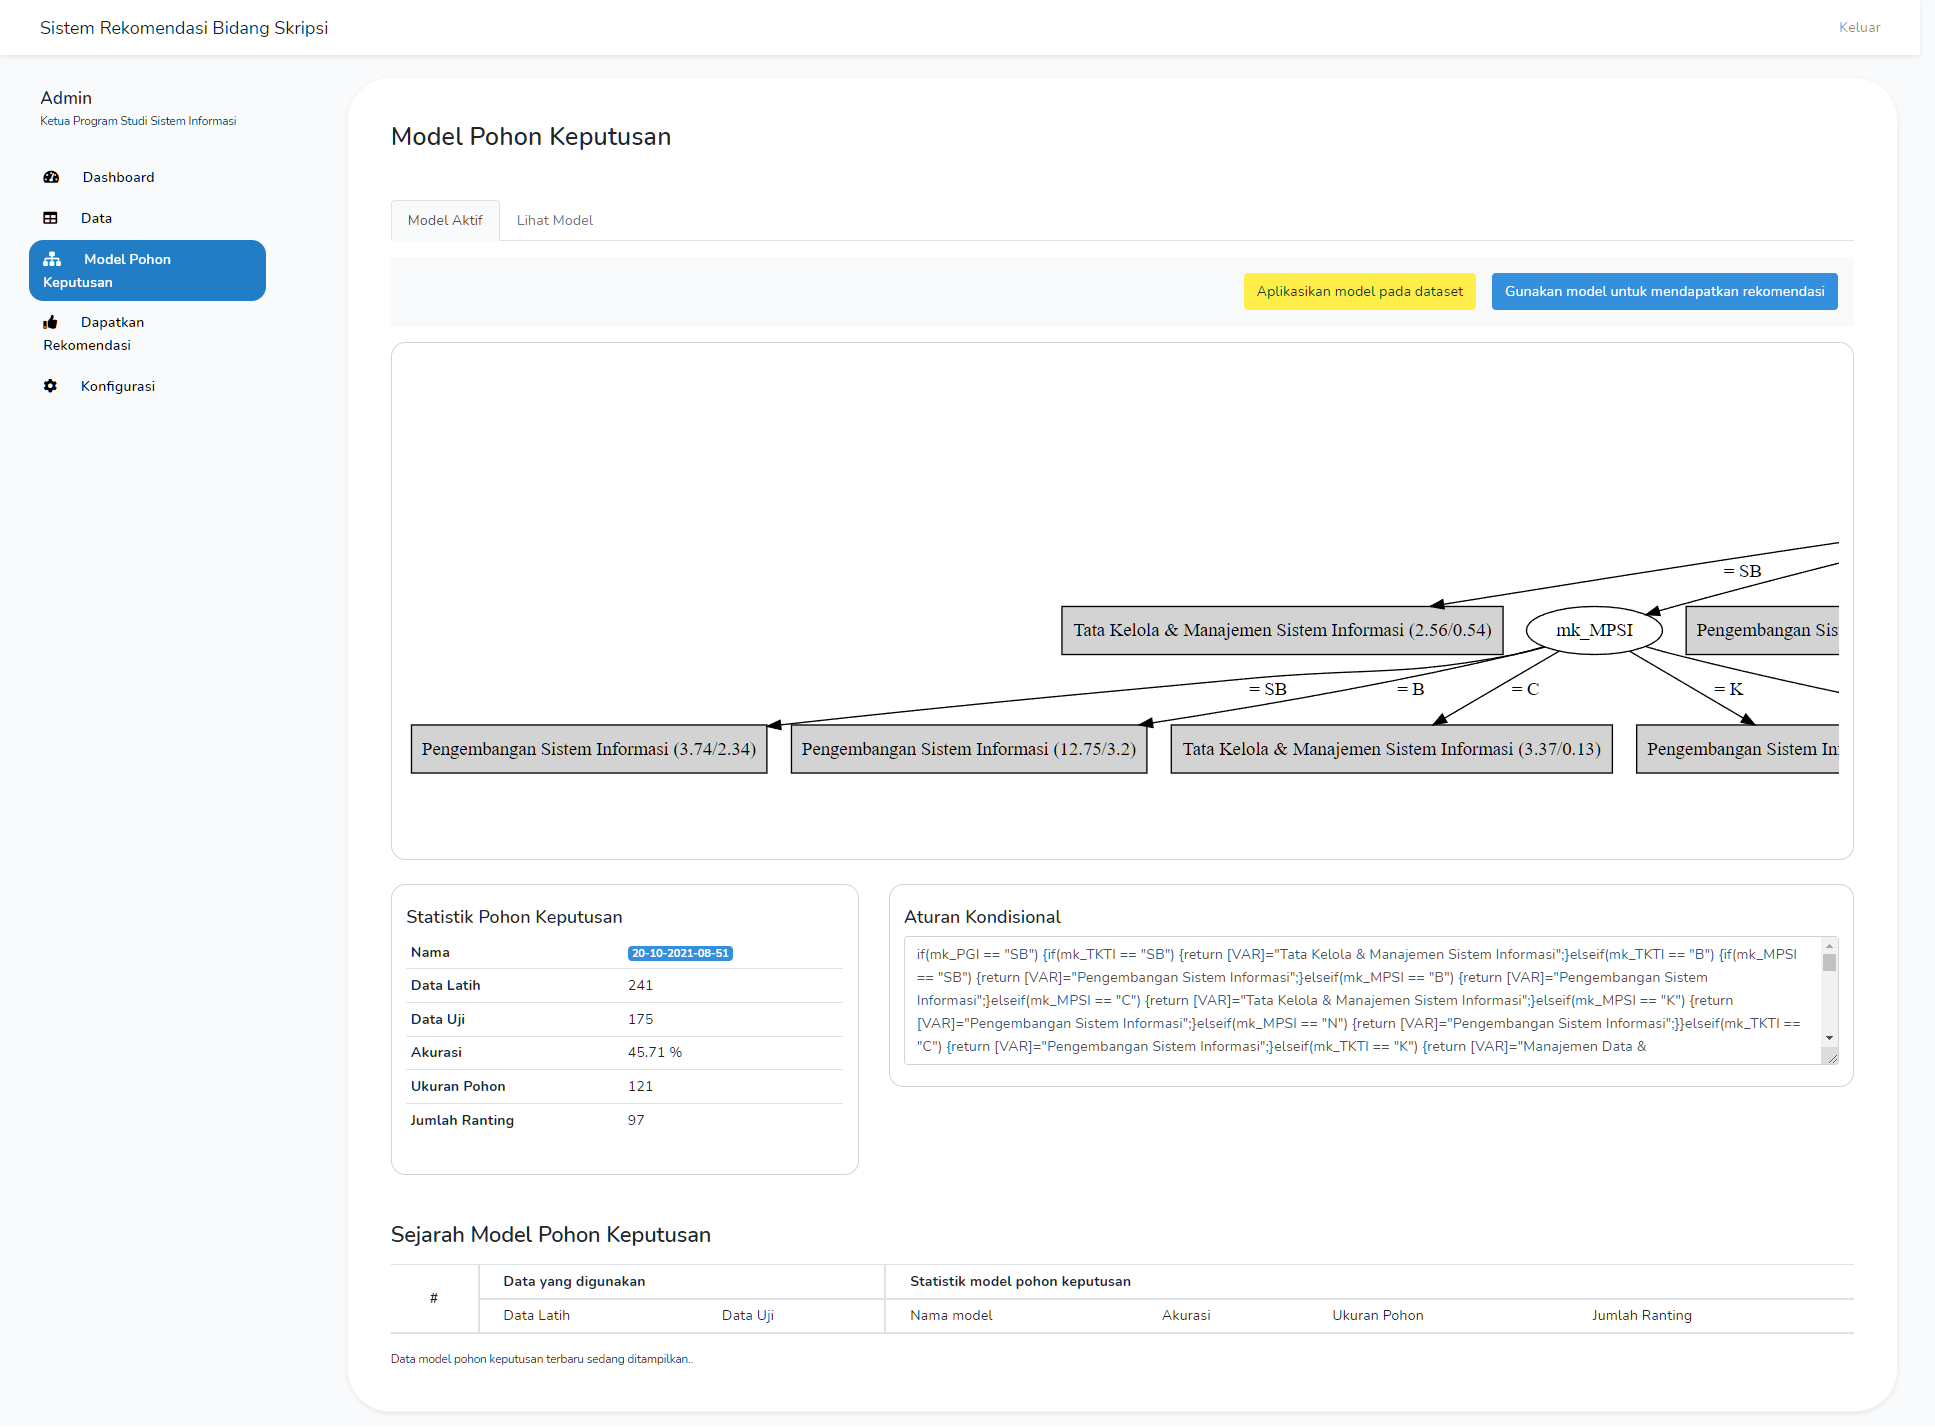 Sistem Rekomendasi Bidang Skripsi
Keluar
Admin
Ketua Program Studi Sistem Informasi
Dashboard
Data
Model Pohon
Keputusan
Dapatkan
Rekomendasi
Konfigurasi
Model Pohon Keputusan
Model Aktif
Lihat Model
Aplikasikan model pada dataset
Gunakan model untuk mendapatkan rekomendasi
= SB
Tata Kelola & Manajemen Sistem Informasi (2.56/0.54)
mk_MPSI
Pengembangan Sis
= SB
= B
= C
= K
Pengembangan Sistem Informasi (3.74/2.34)
Pengembangan Sistem Informasi (12.75/3.2)
Tata Kelola & Manajemen Sistem Informasi (3.37/0.13)
Pengembangan Sistem In
Statistik Pohon Keputusan
Nama 20-10-2021-08-51
Data Latih 241
Data Uji 175
Akurasi 45.71 %
Ukuran Pohon 121
Jumlah Ranting 97
Aturan Kondisional
if(mk_PGI == "SB") {if(mk_TKTI == "SB") {return [VAR]="Tata Kelola & Manajemen Sistem Informasi";}elseif(mk_TKTI == "B") {if(mk_MPSI
== "SB") {return [VAR]="Pengembangan Sistem Informasi";}elseif(mk_MPSI == "B") {return [VAR]="Pengembangan Sistem
Informasi";}elseif(mk_MPSI == "C") {return [VAR]="Tata Kelola & Manajemen Sistem Informasi";}elseif(mk_MPSI == "K") {return
[VAR]="Pengembangan Sistem Informasi";}elseif(mk_MPSI == "N") {return [VAR]="Pengembangan Sistem Informasi";}}elseif(mk_TKTI ==
"C") {return [VAR]="Pengembangan Sistem Informasi";}elseif(mk_TKTI == "K") {return [VAR]="Manajemen Data &
Sejarah Model Pohon Keputusan
# Data yang digunakan Statistik model pohon keputusan
Data Latih Data Uji Nama model Akurasi Ukuran Pohon Jumlah Ranting
Data model pohon keputusan terbaru sedang ditampilkan..